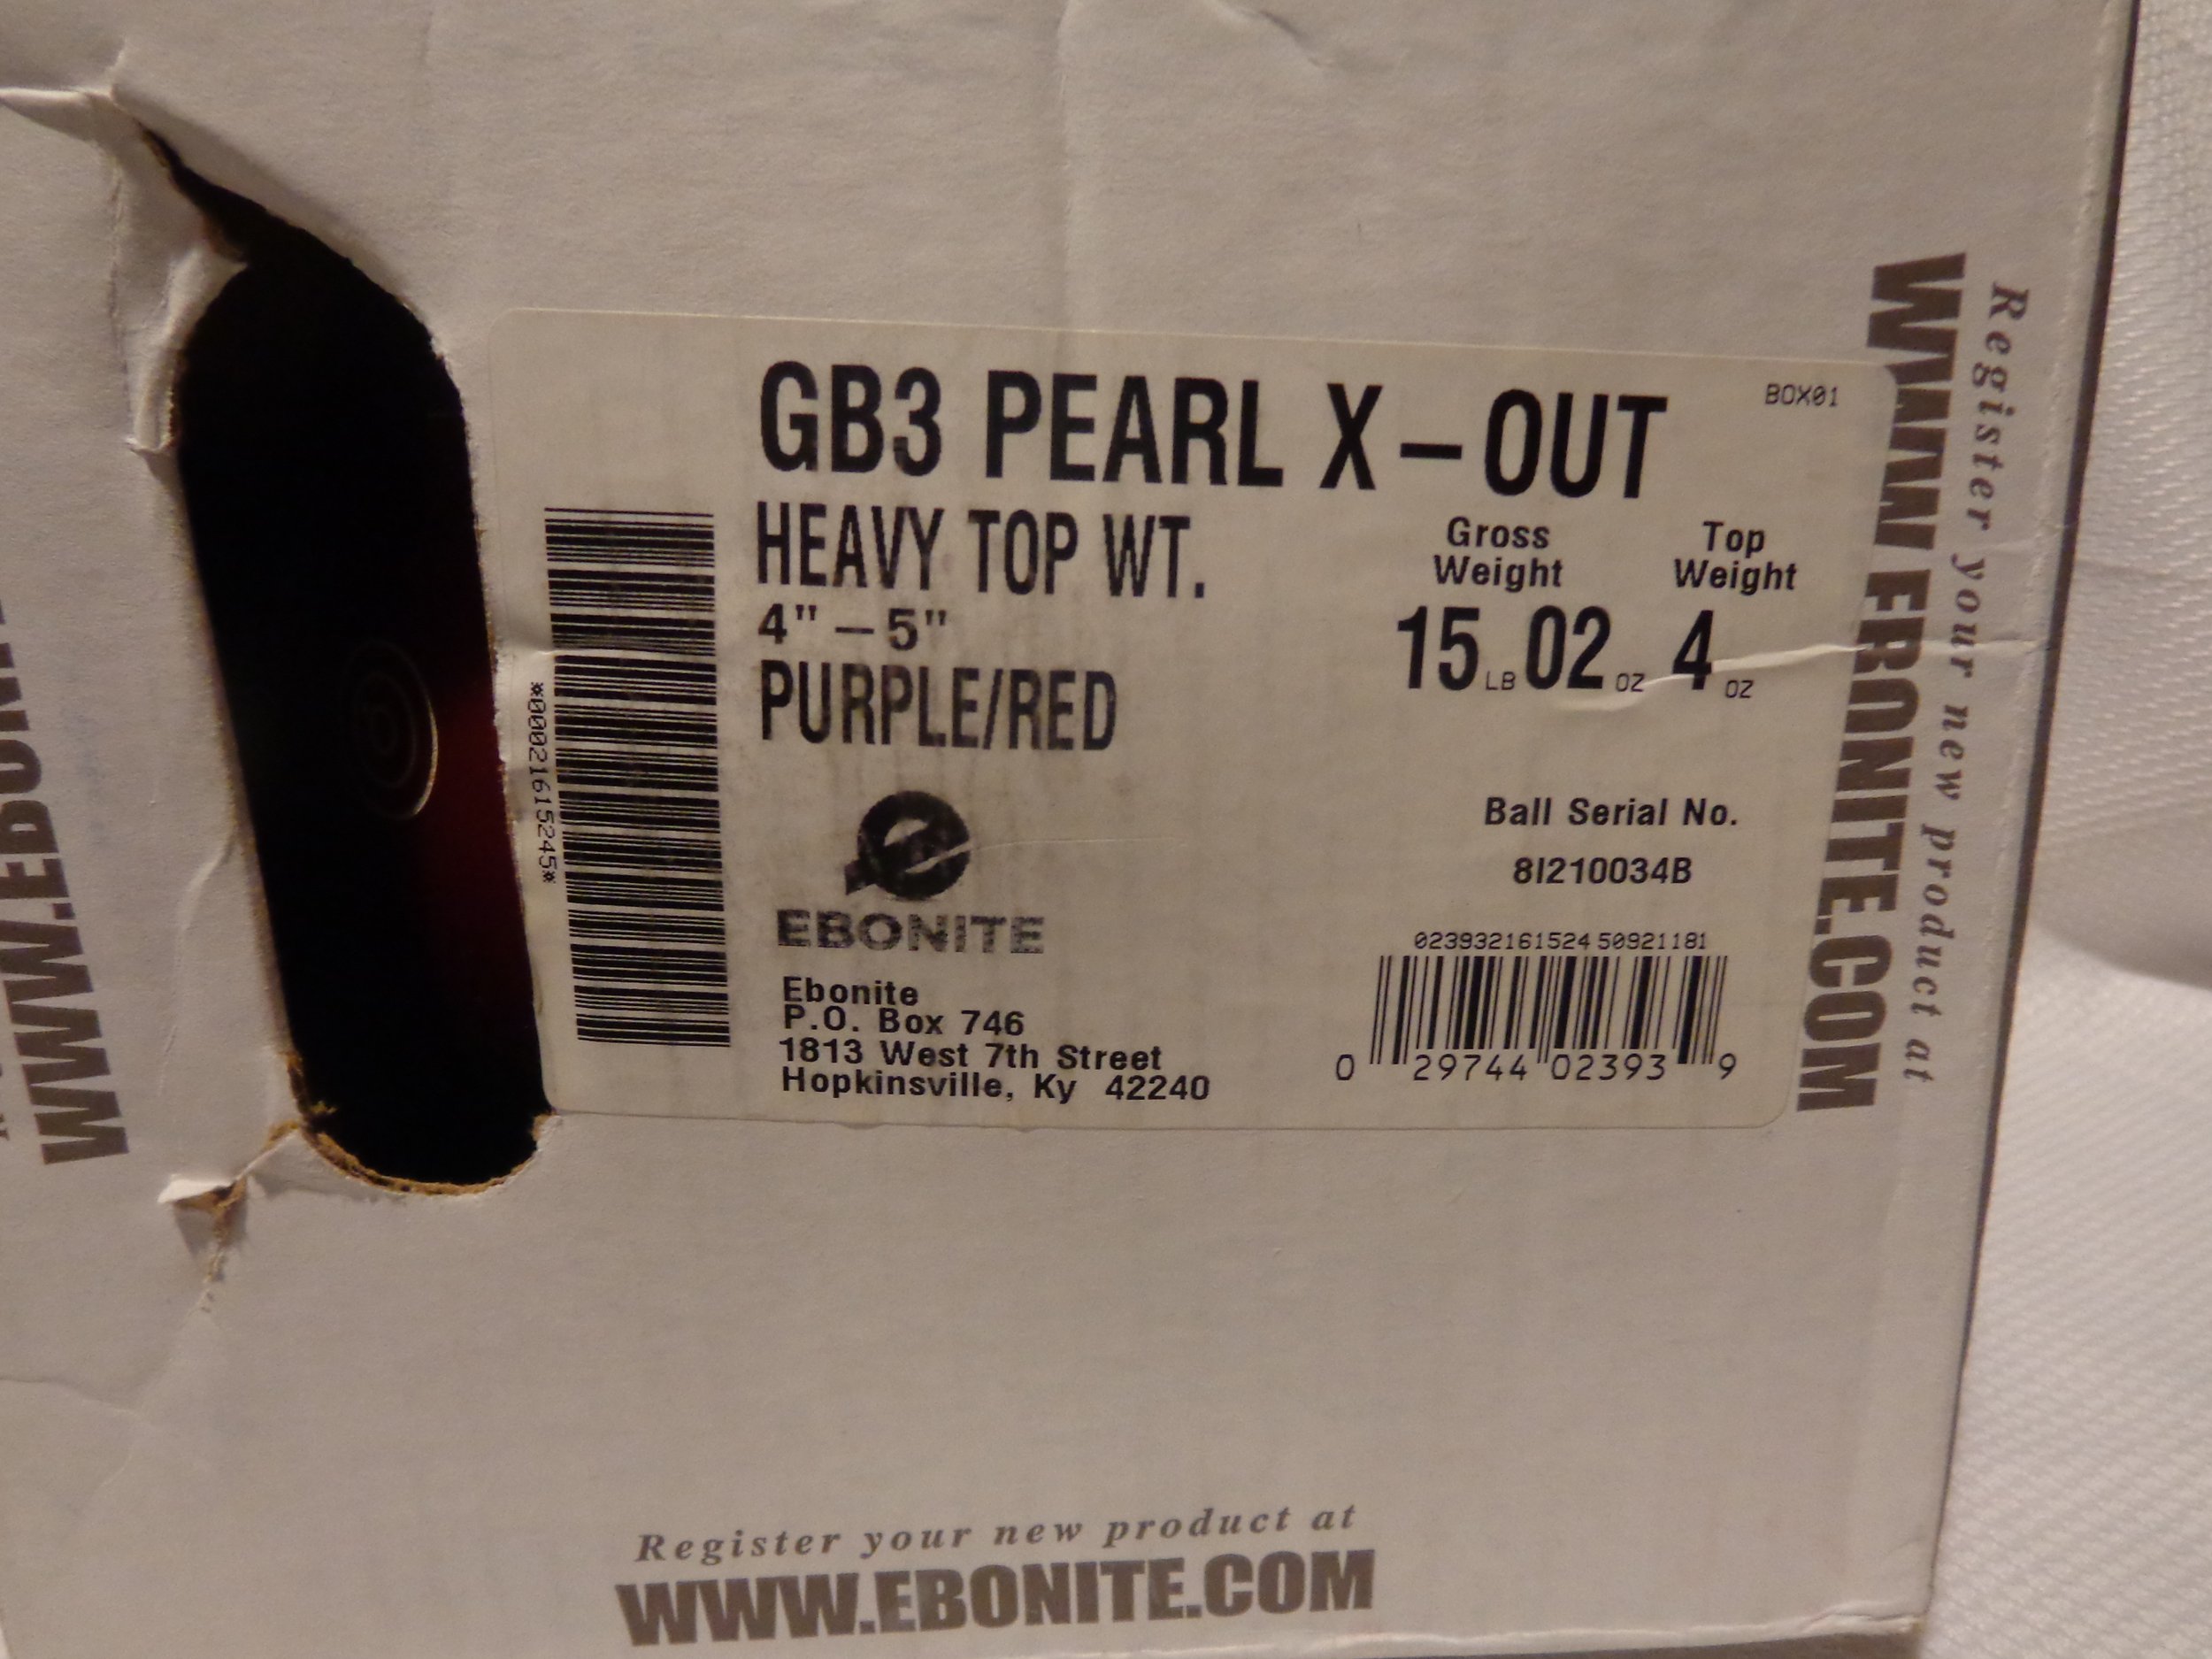 GB3 PEARL X-OUT
BOX01
HEAVY TOP WT.
4" - 5"
PURPLE/RED
Gross Weight
Top Weight
15 LB 02 OZ 4 OZ
*00021615245*
EBONITE
Ebonite
P.O. Box 746
1813 West 7th Street
Hopkinsville, Ky 42240
Ball Serial No.
8I210034B
023932161524 50921181
0 29744 02393 9
Register your new product at
WWW.EBONITE.COM
Register your new product at
WWW.EBONITE.COM